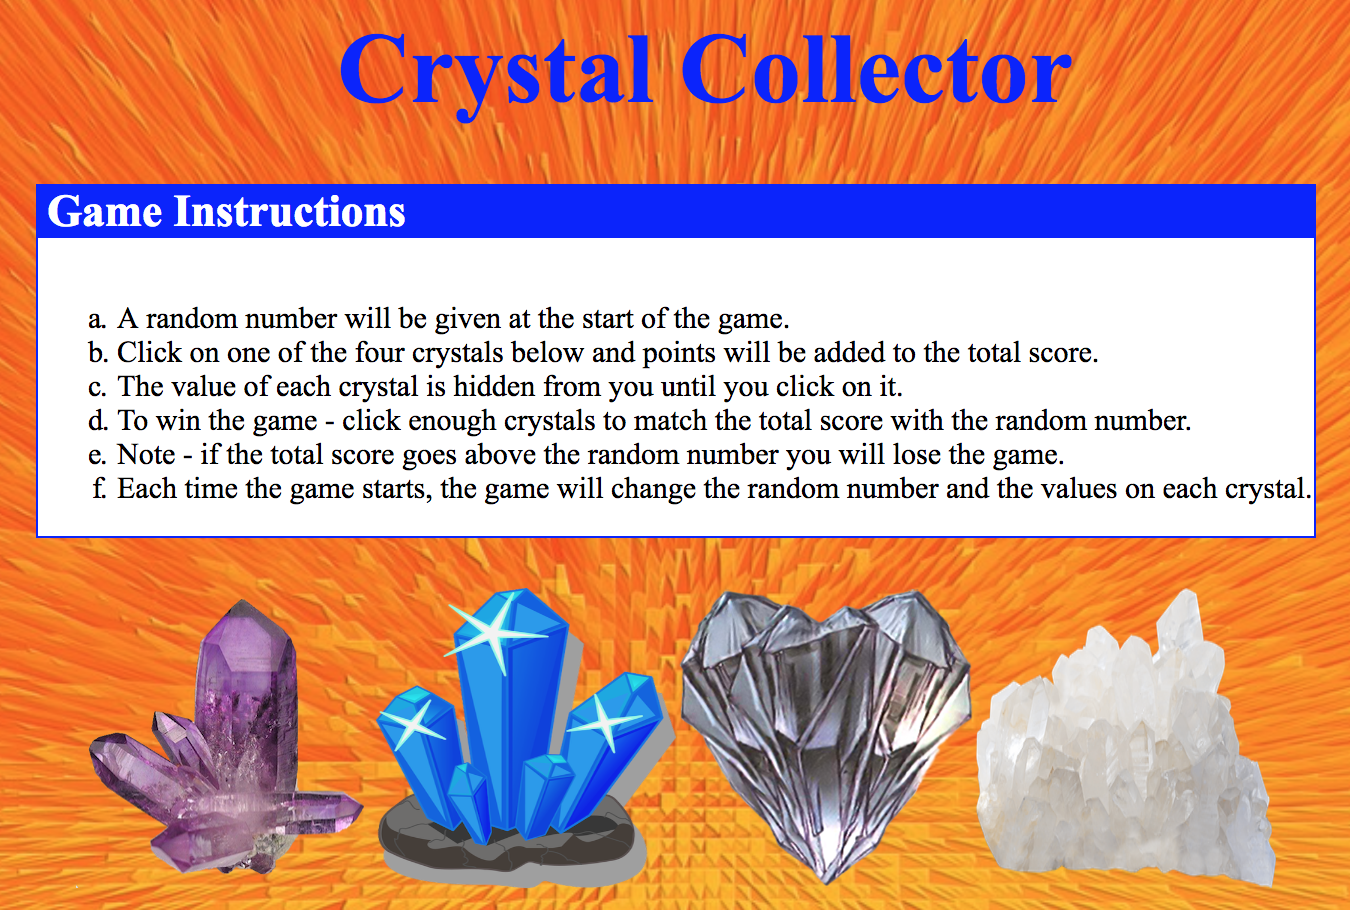 Crystal Collector
Game Instructions
a. A random number will be given at the start of the game.
b. Click on one of the four crystals below and points will be added to the total score.
c. The value of each crystal is hidden from you until you click on it.
d. To win the game - click enough crystals to match the total score with the random number.
e. Note - if the total score goes above the random number you will lose the game.
f. Each time the game starts, the game will change the random number and the values on each crystal.